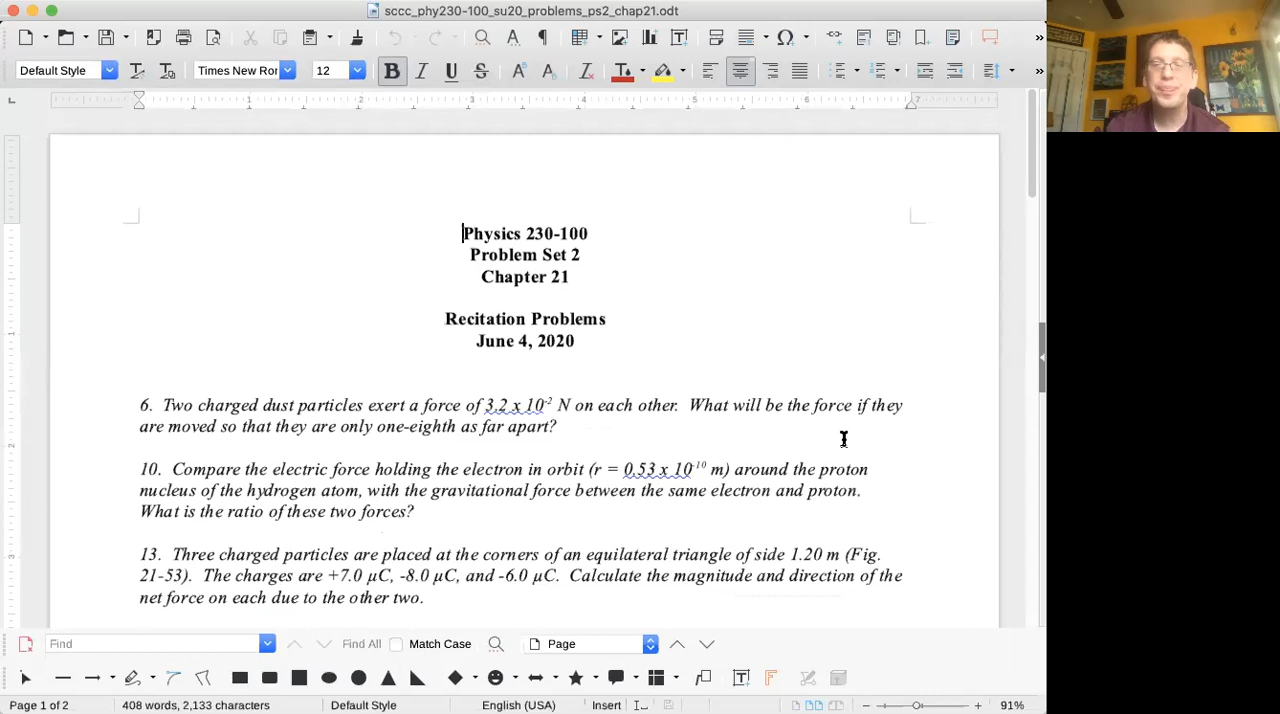 sccc_phy230-100_su20_problems_ps2_chap21.odt
Default Style
Times New Ror
12
1 2 3 4 5 6 7
Physics 230-100
Problem Set 2
Chapter 21
Recitation Problems
June 4, 2020
6. Two charged dust particles exert a force of 3.2 x 10⁻² N on each other. What will be the force if they
are moved so that they are only one-eighth as far apart?
10. Compare the electric force holding the electron in orbit (r = 0.53 x 10⁻¹⁰ m) around the proton
nucleus of the hydrogen atom, with the gravitational force between the same electron and proton.
What is the ratio of these two forces?
13. Three charged particles are placed at the corners of an equilateral triangle of side 1.20 m (Fig.
21-53). The charges are +7.0 μC, -8.0 μC, and -6.0 μC. Calculate the magnitude and direction of the
net force on each due to the other two.
Find
Find All
Match Case
Page
Page 1 of 2
408 words, 2,133 characters
Default Style
English (USA)
Insert
91%